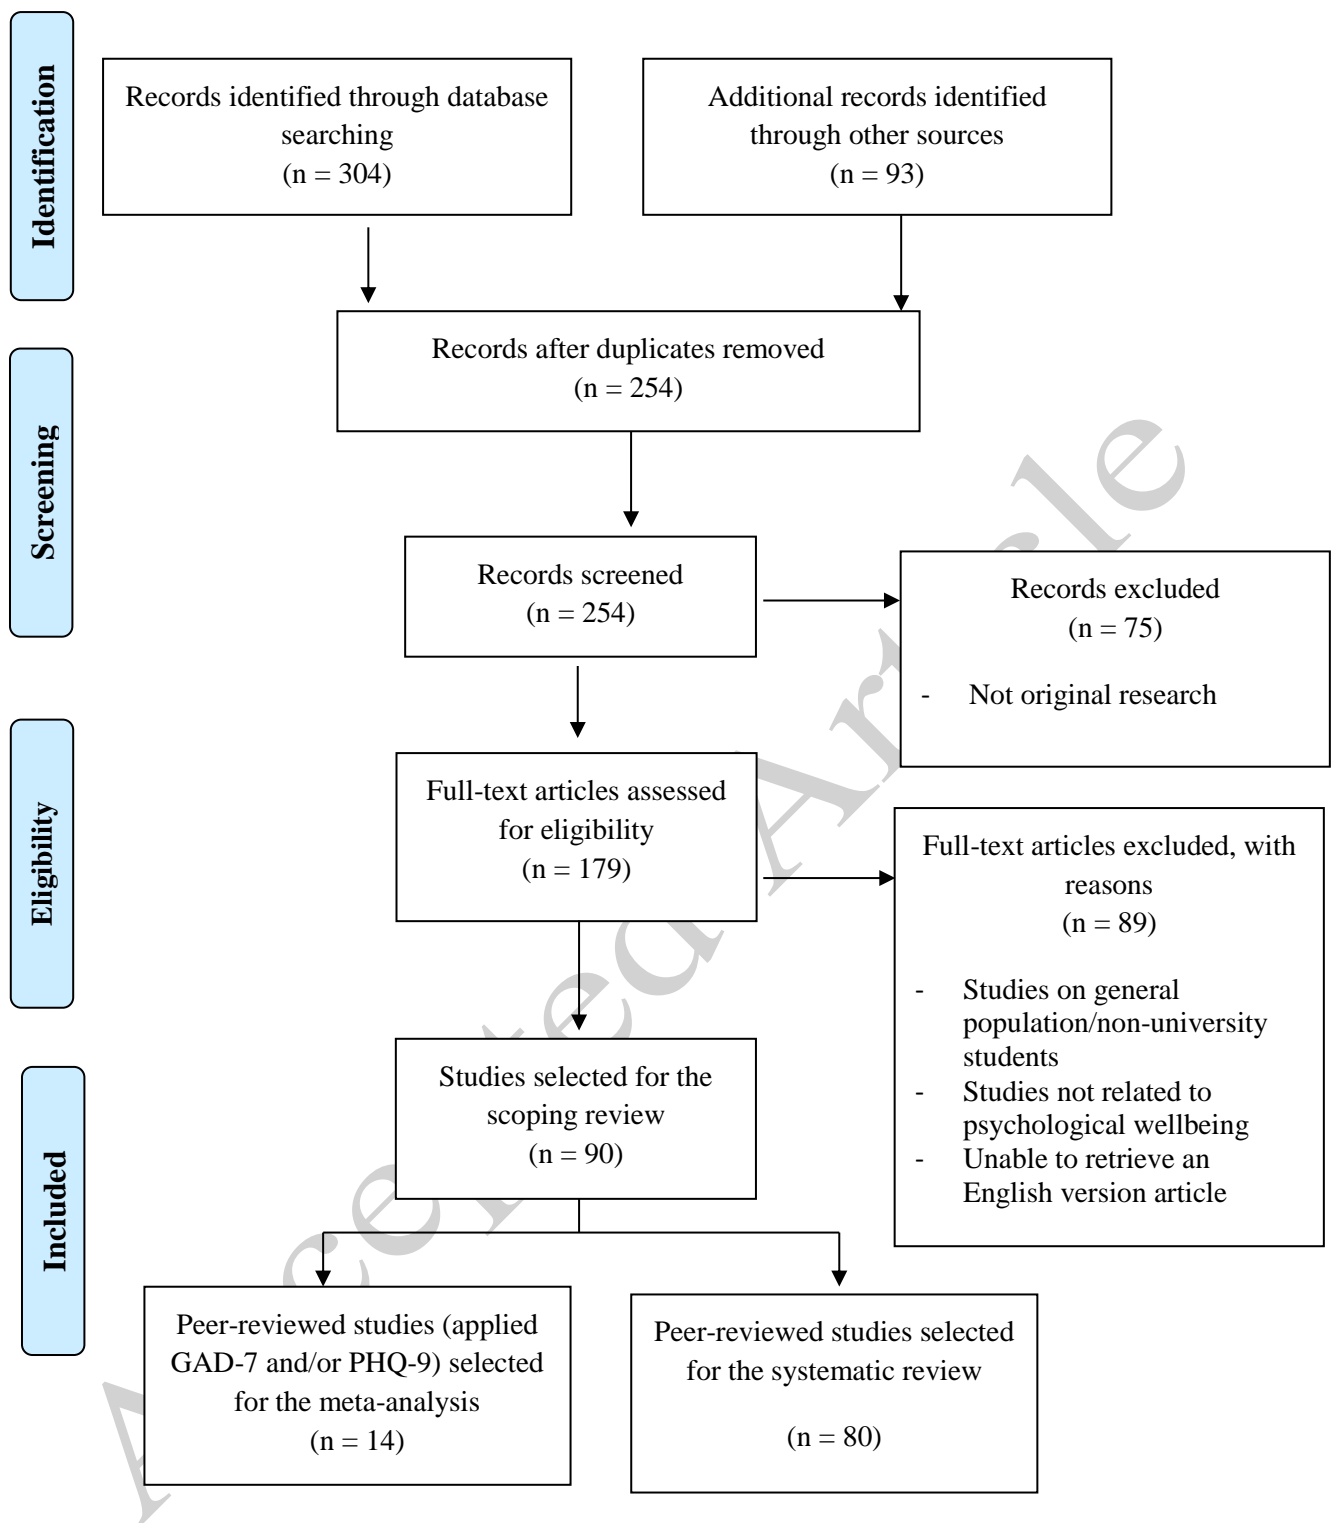 Identification
Records identified through database
searching
(n = 304)
Additional records identified
through other sources
(n = 93)
Records after duplicates removed
(n = 254)
Screening
Records screened
(n = 254)
Records excluded
(n = 75)
- Not original research
Eligibility
Full-text articles assessed
for eligibility
(n = 179)
Full-text articles excluded, with
reasons
(n = 89)
- Studies on general
population/non-university
students
- Studies not related to
psychological wellbeing
- Unable to retrieve an
English version article
Included
Studies selected for the
scoping review
(n = 90)
Peer-reviewed studies (applied
GAD-7 and/or PHQ-9) selected
for the meta-analysis
(n = 14)
Peer-reviewed studies selected
for the systematic review
(n = 80)
Accepted Article